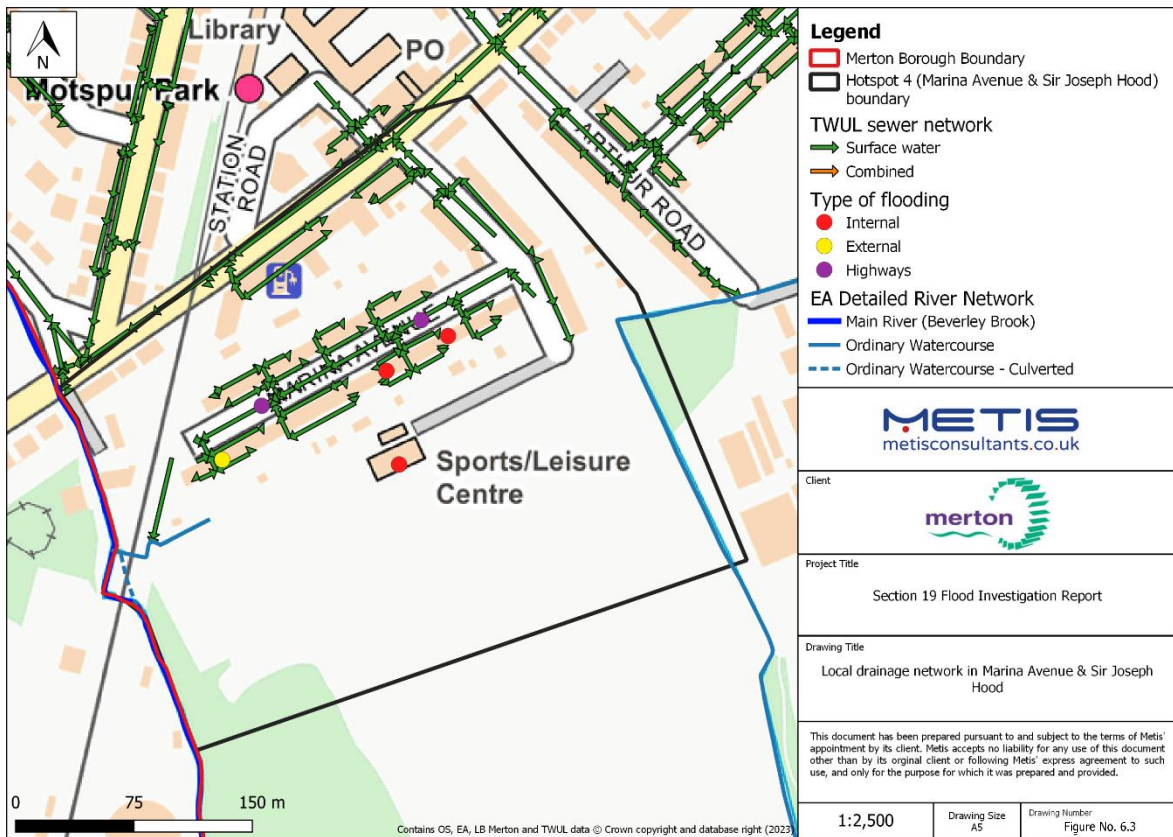 N
Library
PO
Motspur Park
STATION
ROAD
ARTHUR ROAD
MARINA AVENUE
Sports/Leisure
Centre
0 75 150 m
Contains OS, EA, LB Merton and TWUL data © Crown copyright and database right (2023)
Legend
Merton Borough Boundary
Hotspot 4 (Marina Avenue & Sir Joseph Hood)
boundary
TWUL sewer network
Surface water
Combined
Type of flooding
Internal
External
Highways
EA Detailed River Network
Main River (Beverley Brook)
Ordinary Watercourse
Ordinary Watercourse - Culverted
METIS
metisconsultants.co.uk
Client
merton
Project Title
Section 19 Flood Investigation Report
Drawing Title
Local drainage network in Marina Avenue & Sir Joseph
Hood
This document has been prepared pursuant to and subject to the terms of Metis'
appointment by its client. Metis accepts no liability for any use of this document
other than by its orginal client or following Metis' express agreement to such
use, and only for the purpose for which it was prepared and provided.
1:2,500
Drawing Size
A5
Drawing Number
Figure No. 6.3